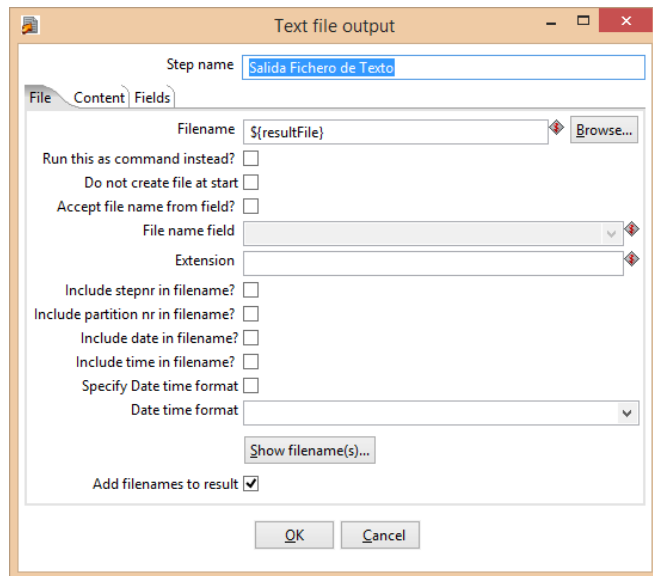 Text file output
Step name Salida Fichero de Texto
File Content Fields
Filename ${resultFile} Browse...
Run this as command instead?
Do not create file at start
Accept file name from field?
File name field
Extension
Include stepnr in filename?
Include partition nr in filename?
Include date in filename?
Include time in filename?
Specify Date time format
Date time format
Show filename(s)...
Add filenames to result
OK Cancel